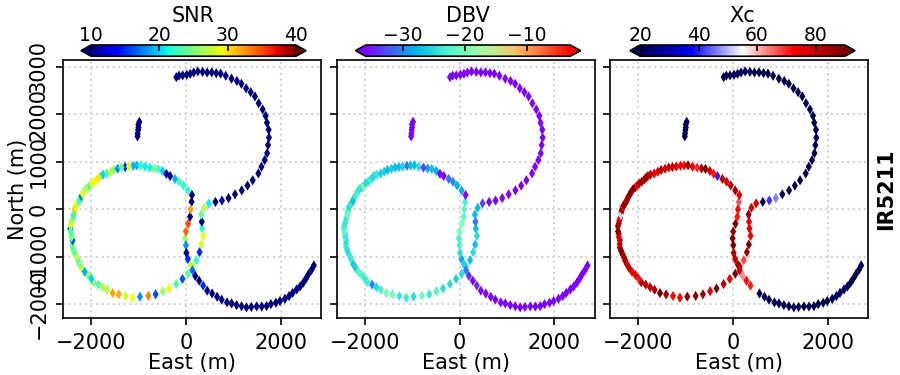 SNR DBV Xc
10 20 30 40 −30 −20 −10 20 40 60 80
3000
2000
1000
0
−1000
−2000
North (m)
IR5211
−2000 0 2000 −2000 0 2000 −2000 0 2000
East (m) East (m) East (m)